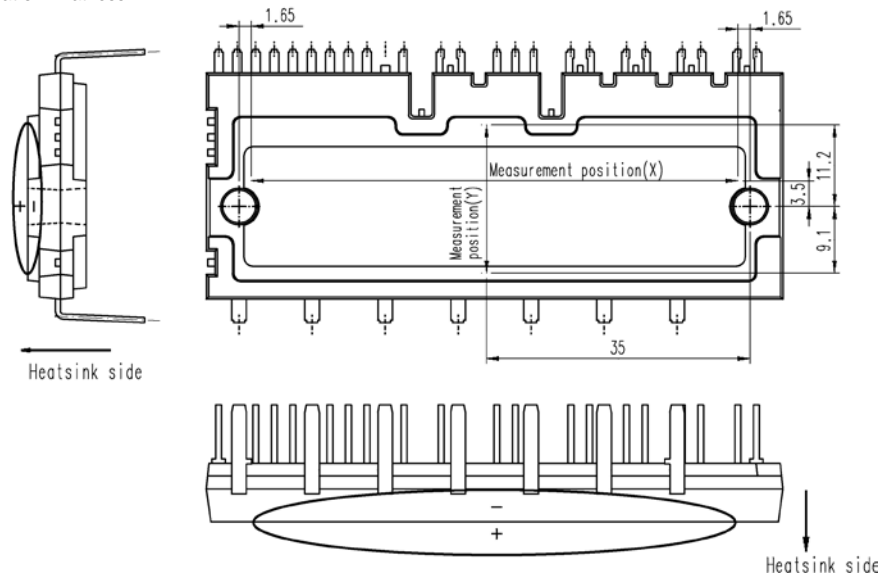 1.65
1.65
Measurement position(X)
Measurement
position(Y)
11.2
3.5
9.1
35
Heatsink side
+ -
-
+
Heatsink side